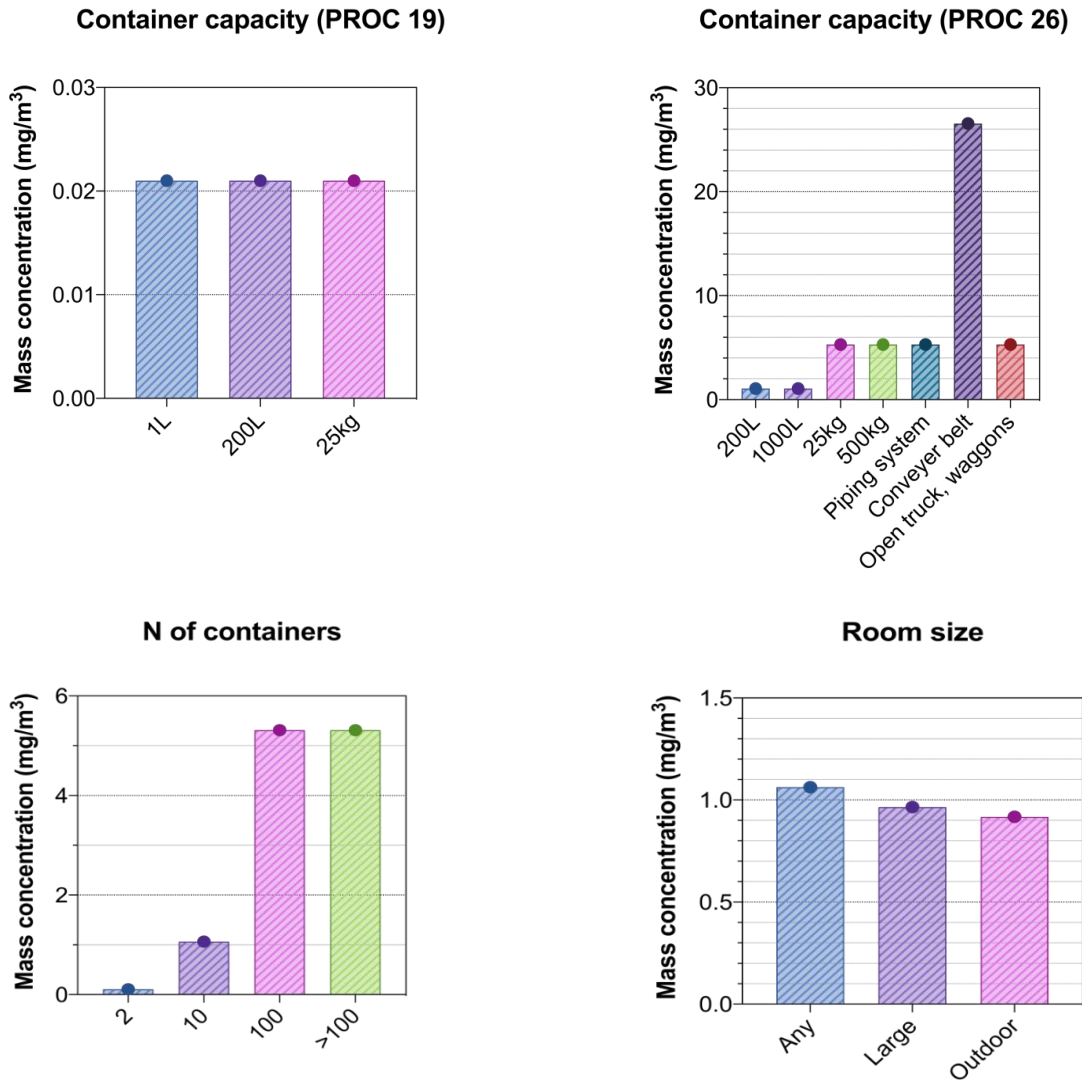 Container capacity (PROC 19)
Mass concentration (mg/m³)
0.03
0.02
0.01
0.00
1L
200L
25kg
Container capacity (PROC 26)
Mass concentration (mg/m³)
30
20
10
0
200L
1000L
25kg
500kg
Piping system
Conveyer belt
Open truck, waggons
N of containers
Mass concentration (mg/m³)
6
4
2
0
2
10
100
>100
Room size
Mass concentration (mg/m³)
1.5
1.0
0.5
0.0
Any
Large
Outdoor